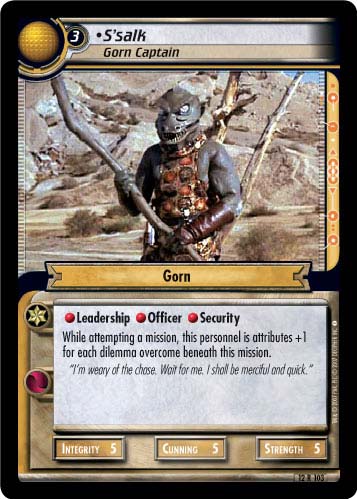 3
•S'salk
Gorn Captain
Gorn
Leadership Officer Security
While attempting a mission, this personnel is attributes +1
for each dilemma overcome beneath this mission.
"I'm weary of the chase. Wait for me. I shall be merciful and quick."
INTEGRITY 5 CUNNING 5 STRENGTH 5
12 R 103